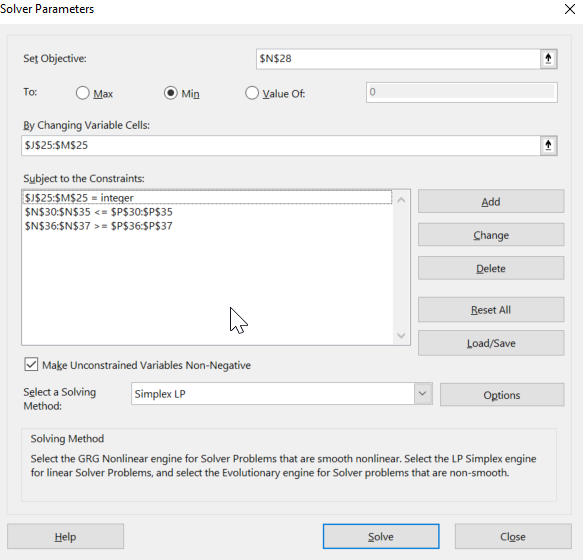 Solver Parameters
Set Objective:
$N$28
To:
Max
Min
Value Of:
0
By Changing Variable Cells:
$J$25:$M$25
Subject to the Constraints:
$J$25:$M$25 = integer
$N$30:$N$35 <= $P$30:$P$35
$N$36:$N$37 >= $P$36:$P$37
Add
Change
Delete
Reset All
Load/Save
Make Unconstrained Variables Non-Negative
Select a Solving
Method:
Simplex LP
Options
Solving Method
Select the GRG Nonlinear engine for Solver Problems that are smooth nonlinear. Select the LP Simplex engine
for linear Solver Problems, and select the Evolutionary engine for Solver problems that are non-smooth.
Help
Solve
Close